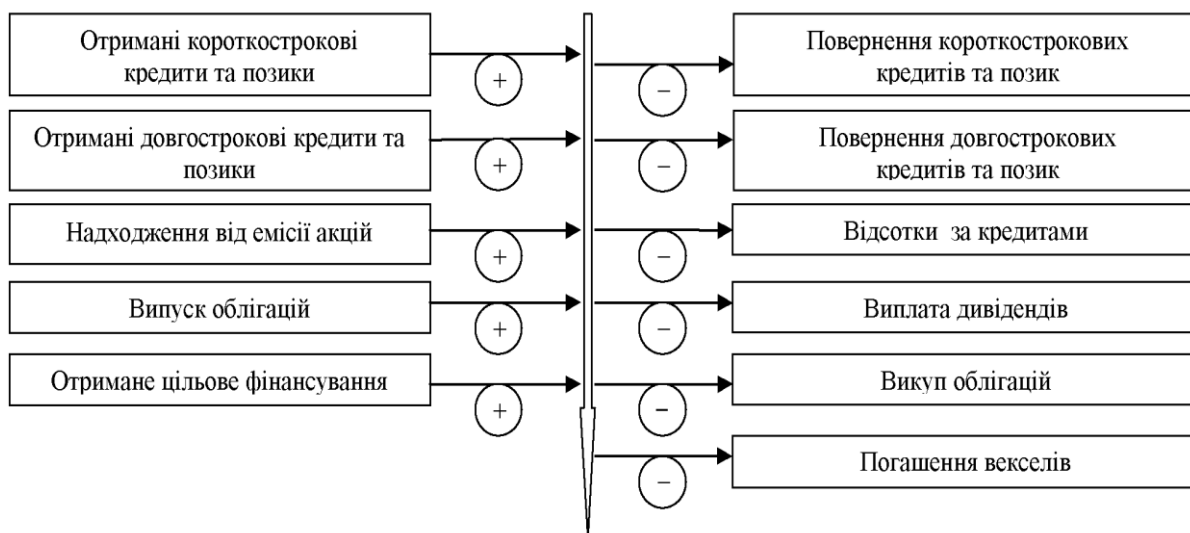 Отримані короткострокові
кредити та позики
+
–
Повернення короткострокових
кредитів та позик
Отримані довгострокові кредити та
позики
+
–
Повернення довгострокових
кредитів та позик
Надходження від емісії акцій
+
–
Відсотки за кредитами
Випуск облігацій
+
–
Виплата дивідендів
Отримане цільове фінансування
+
–
Викуп облігацій
–
Погашення векселів